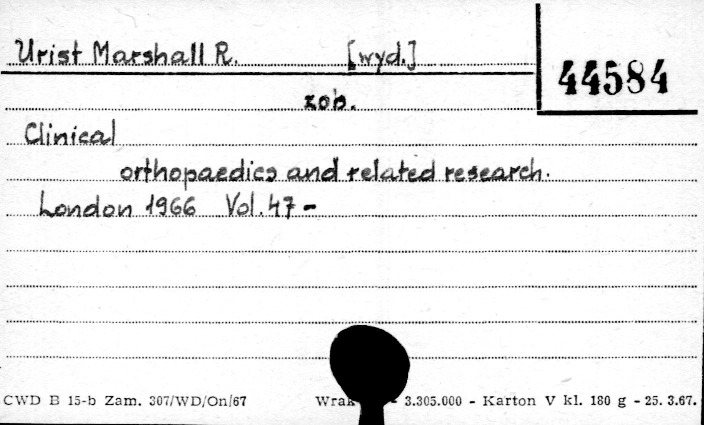 Urist Marshall R. [wyd.]
44584
zob.
Clinical
orthopaedics and related research.
London 1966 Vol. 47 -
CWD B 15-b Zam. 307/WD/On/67 Wrak - 3.305.000 - Karton V kl. 180 g - 25. 3.67.